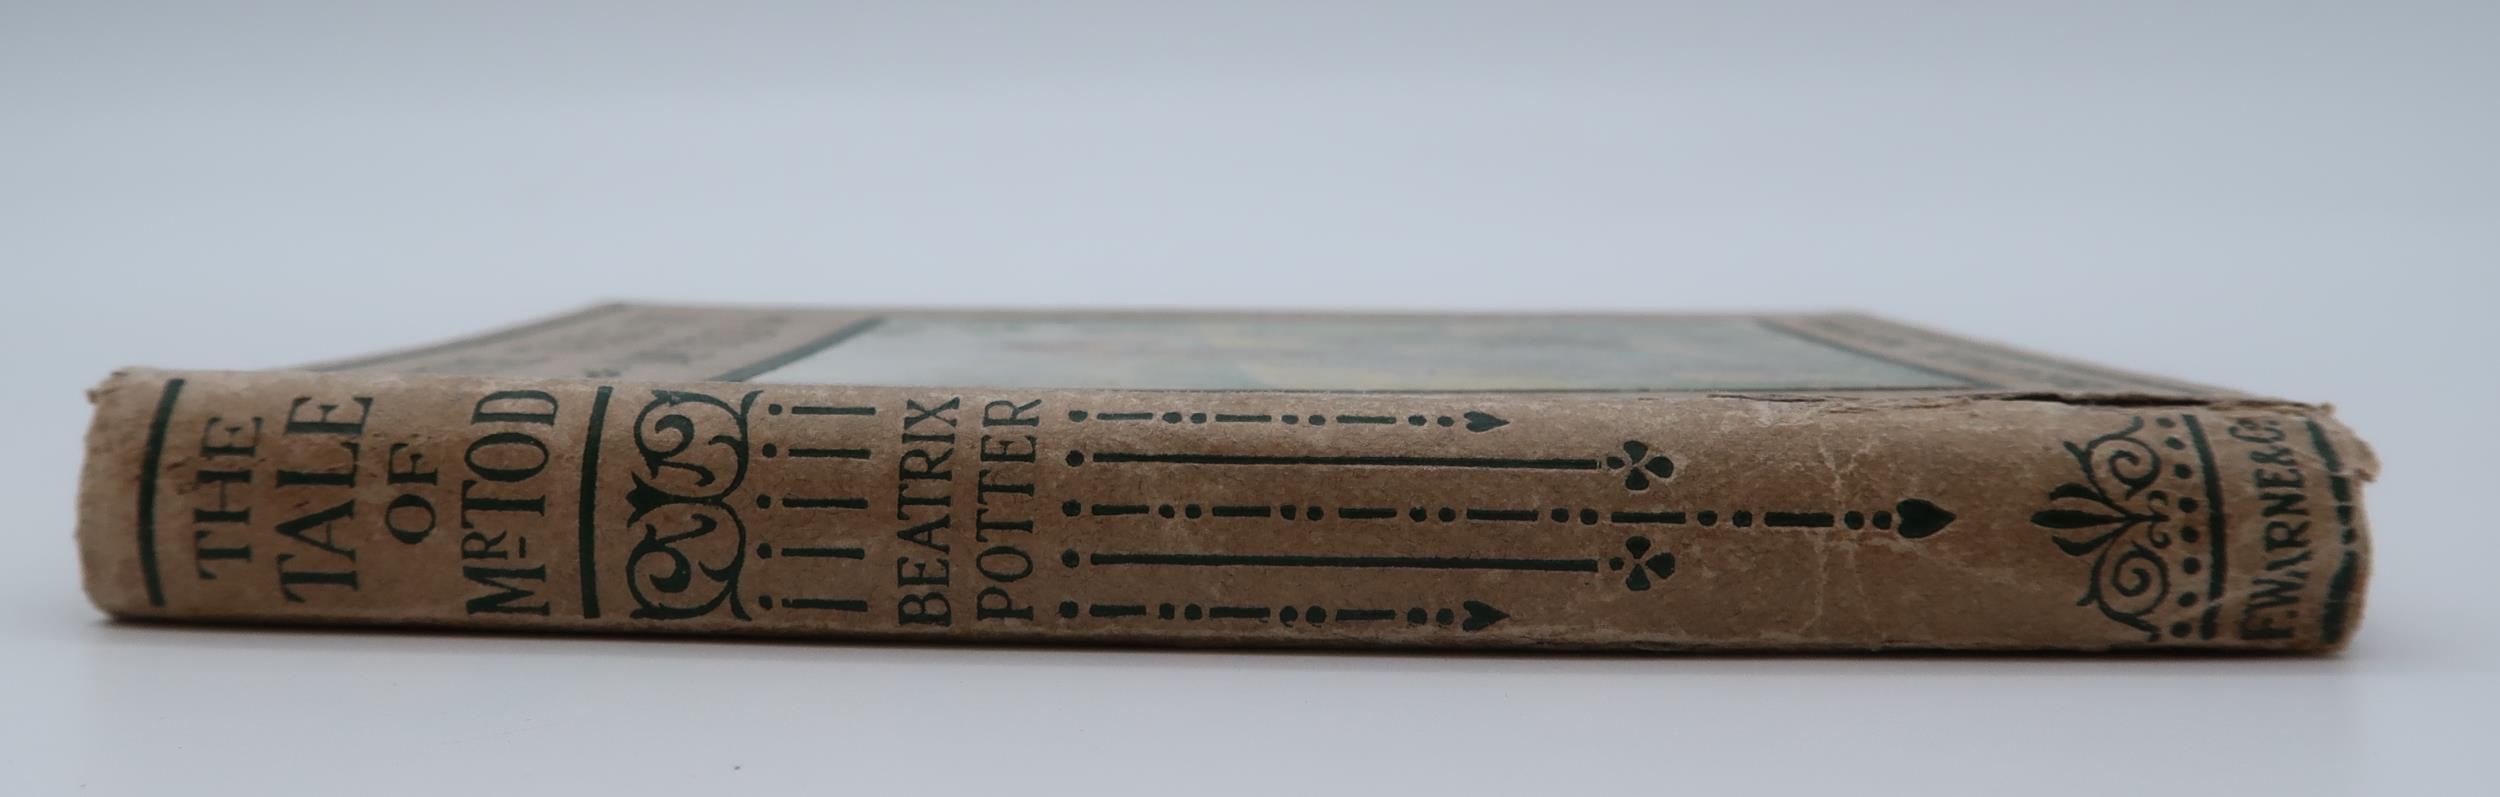 THE
TALE
OF
MR TOD
BEATRIX
POTTER
F. WARNE & Co.